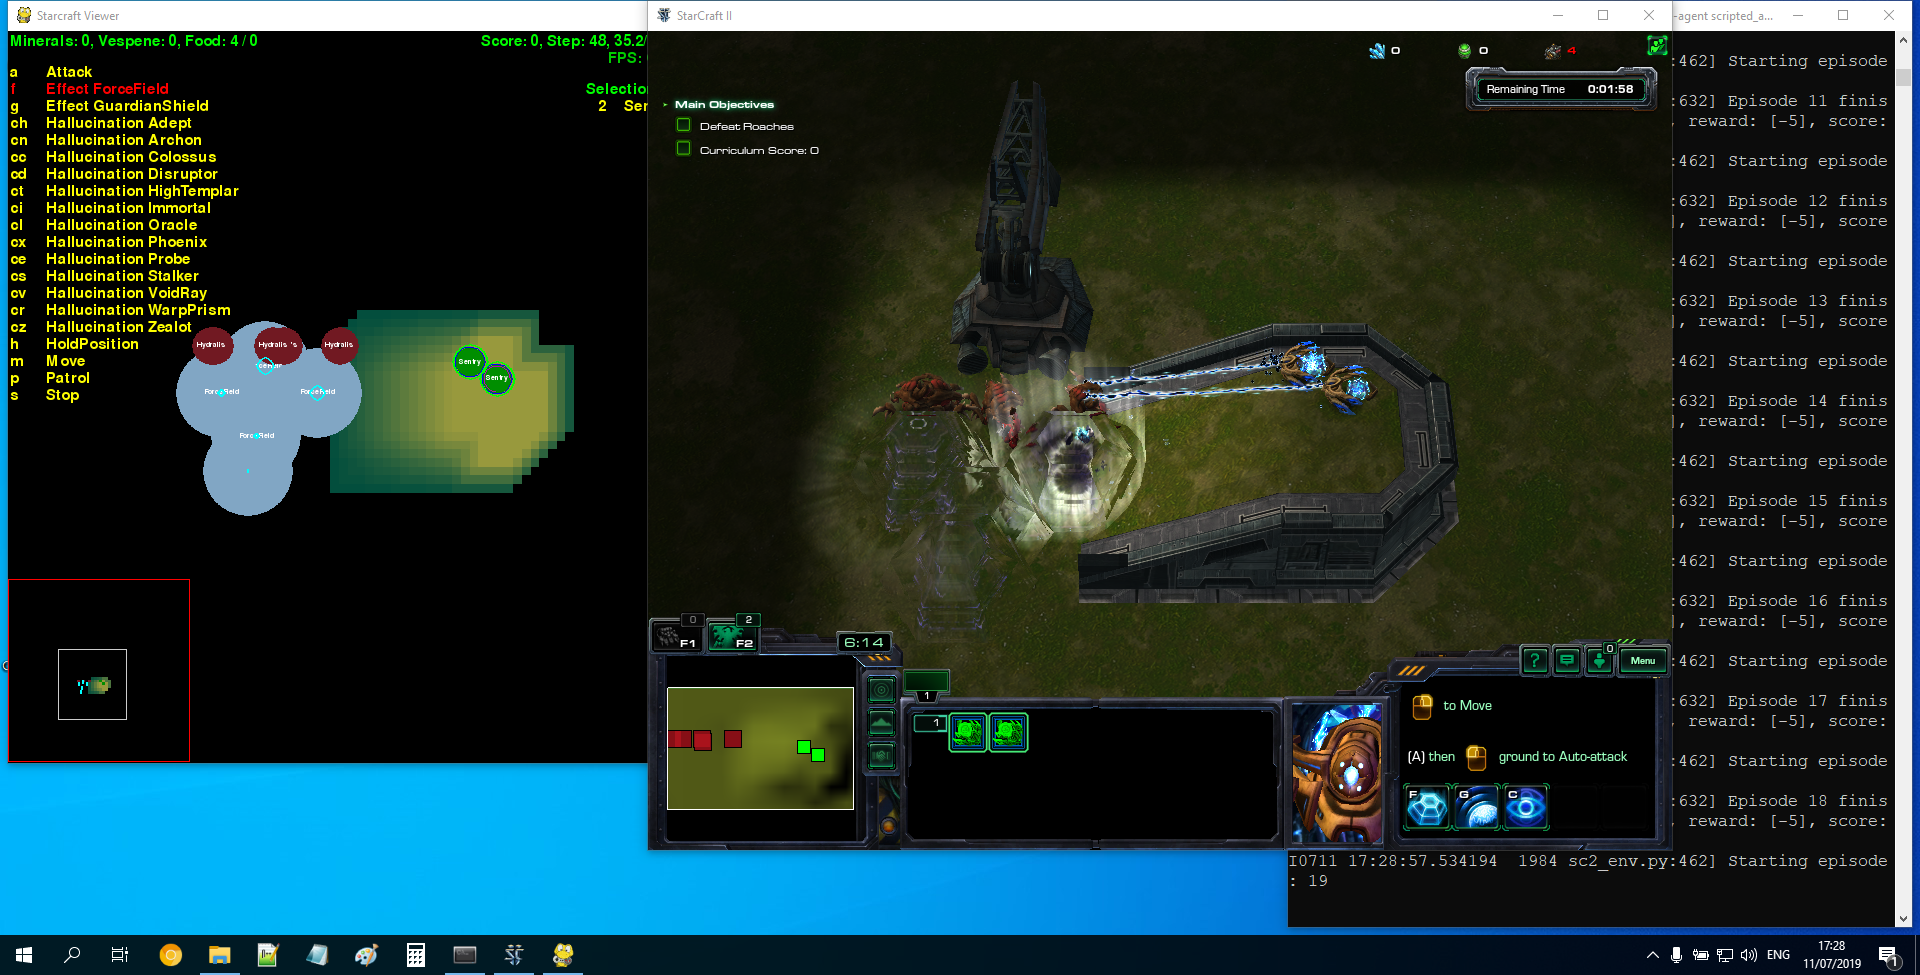 Starcraft Viewer
Minerals: 0, Vespene: 0, Food: 4 / 0
Score: 0, Step: 48, 35.2/
FPS:
a Attack
f Effect ForceField
g Effect GuardianShield
ch Hallucination Adept
cn Hallucination Archon
cc Hallucination Colossus
cd Hallucination Disruptor
ct Hallucination HighTemplar
ci Hallucination Immortal
cl Hallucination Oracle
cx Hallucination Phoenix
ce Hallucination Probe
cs Hallucination Stalker
cv Hallucination VoidRay
cr Hallucination WarpPrism
cz Hallucination Zealot
h HoldPosition
m Move
p Patrol
s Stop
Selection
2 Ser
Hydralis
Hydralis 's
Hydralis
ForceField
ForceField
ForceField
Sentry
Sentry
StarCraft II
0
0
4
Remaining Time 0:01:58
Main Objectives
Defeat Roaches
Curriculum Score: 0
0
F1
2
F2
6:14
1
1
?
0
Menu
to Move
(A) then ground to Auto-attack
F
G
C
-agent scripted_a...
:462] Starting episode
:632] Episode 11 finis
, reward: [-5], score:
:462] Starting episode
:632] Episode 12 finis
], reward: [-5], score
:462] Starting episode
:632] Episode 13 finis
], reward: [-5], score
:462] Starting episode
:632] Episode 14 finis
], reward: [-5], score
:462] Starting episode
:632] Episode 15 finis
], reward: [-5], score
:462] Starting episode
:632] Episode 16 finis
], reward: [-5], score
:462] Starting episode
:632] Episode 17 finis
, reward: [-5], score:
:462] Starting episode
:632] Episode 18 finis
, reward: [-5], score:
I0711 17:28:57.534194 1984 sc2_env.py:462] Starting episode
: 19
ENG
17:28
11/07/2019
1